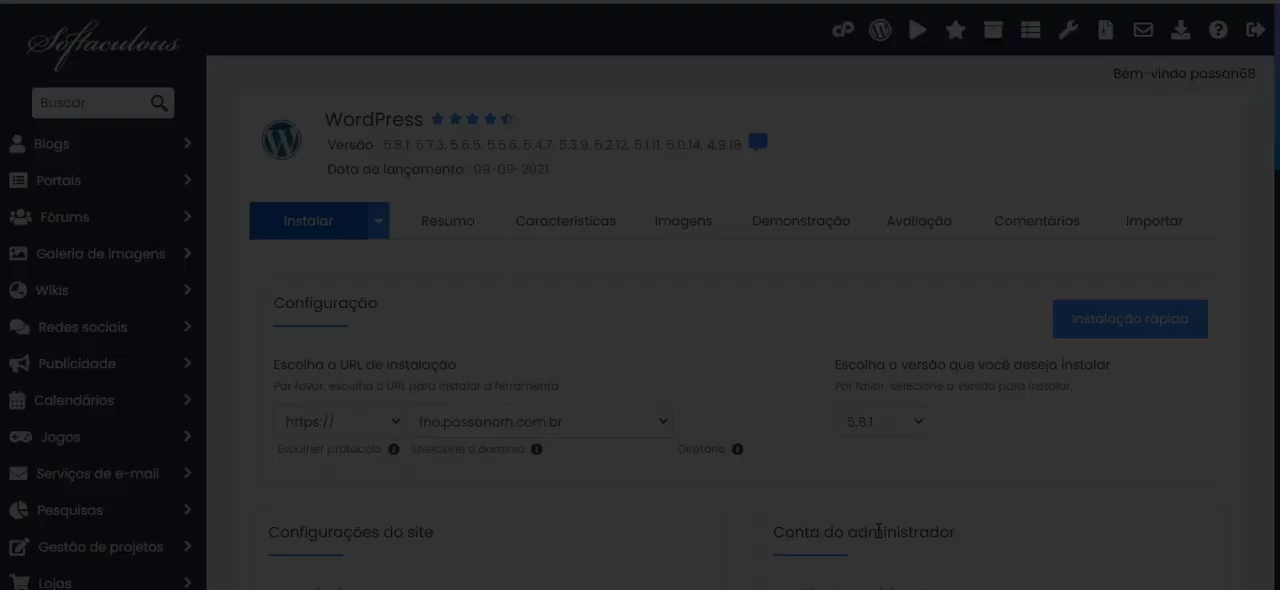 Softaculous
Bem-vindo passan68
Buscar
Blogs
Portais
Fóruns
Galeria de imagens
Wikis
Redes sociais
Publicidade
Calendários
Jogos
Serviços de e-mail
Pesquisas
Gestão de projetos
Lojas
WordPress
Versão : 5.8.1, 5.7.3, 5.6.5, 5.5.6, 5.4.7, 5.3.9, 5.2.12, 5.1.11, 5.0.14, 4.9.18
Data de lançamento : 09-09-2021
Instalar Resumo Características Imagens Demonstração Avaliação Comentários Importar
Configuração
Instalação rápida
Escolha a URL de instalação
Por favor, escolha o URL para instalar a ferramenta
https:// fno.passanarh.com.br
Escolher protocolo Selecione o domínio Diretório
Escolha a versão que você deseja instalar
Por favor, selecione a versão para instalar.
5.8.1
Configurações do site
Conta do administrador